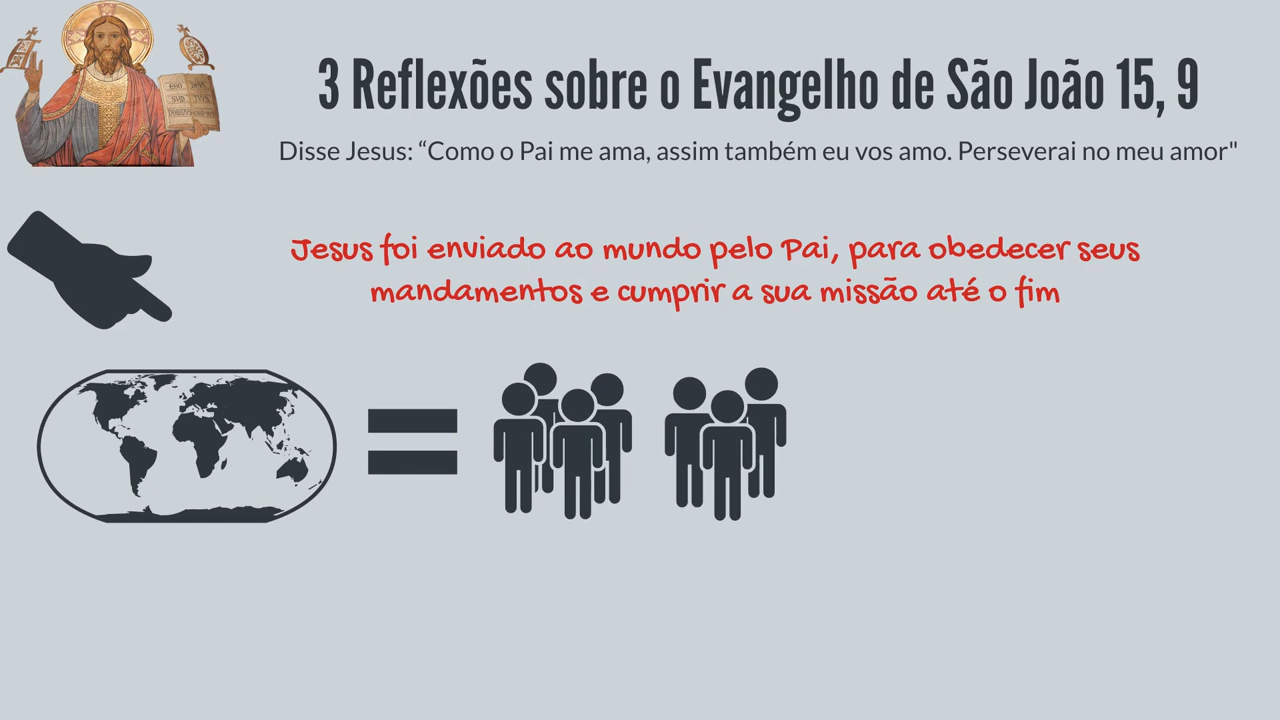 3 Reflexões sobre o Evangelho de São João 15, 9
Disse Jesus: “Como o Pai me ama, assim também eu vos amo. Perseverai no meu amor"
Jesus foi enviado ao mundo pelo Pai, para obedecer seus
mandamentos e cumprir a sua missão até o fim